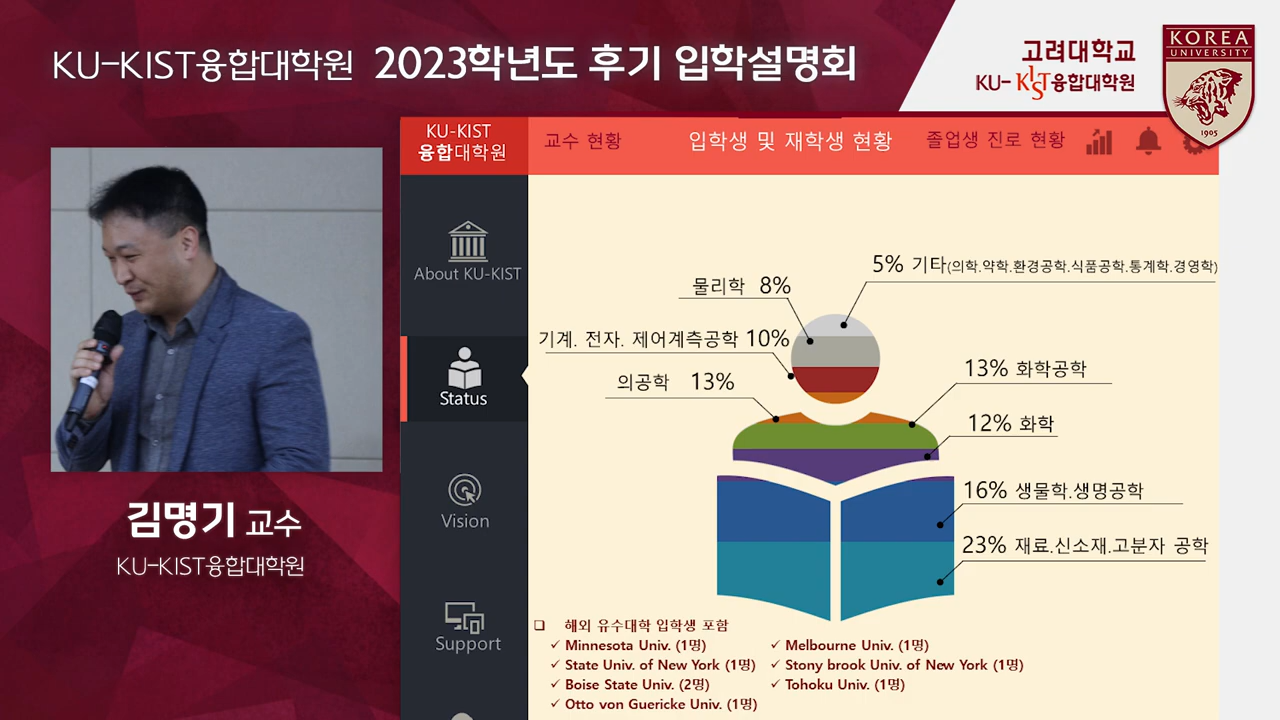 KU-KIST융합대학원 2023학년도 후기 입학설명회
고려대학교
KU-KIST융합대학원
KOREA
UNIVERSITY
1905
KU-KIST
융합대학원
교수 현황
입학생 및 재학생 현황
졸업생 진로 현황
About KU-KIST
Status
Vision
Support
5% 기타(의학.약학.환경공학.식품공학.통계학.경영학)
물리학 8%
기계. 전자. 제어계측공학 10%
의공학 13%
13% 화학공학
12% 화학
16% 생물학.생명공학
23% 재료.신소재.고분자 공학
❑ 해외 유수대학 입학생 포함
✓ Minnesota Univ. (1명)
✓ Melbourne Univ. (1명)
✓ State Univ. of New York (1명)
✓ Stony brook Univ. of New York (1명)
✓ Boise State Univ. (2명)
✓ Tohoku Univ. (1명)
✓ Otto von Guericke Univ. (1명)
김명기 교수
KU-KIST융합대학원